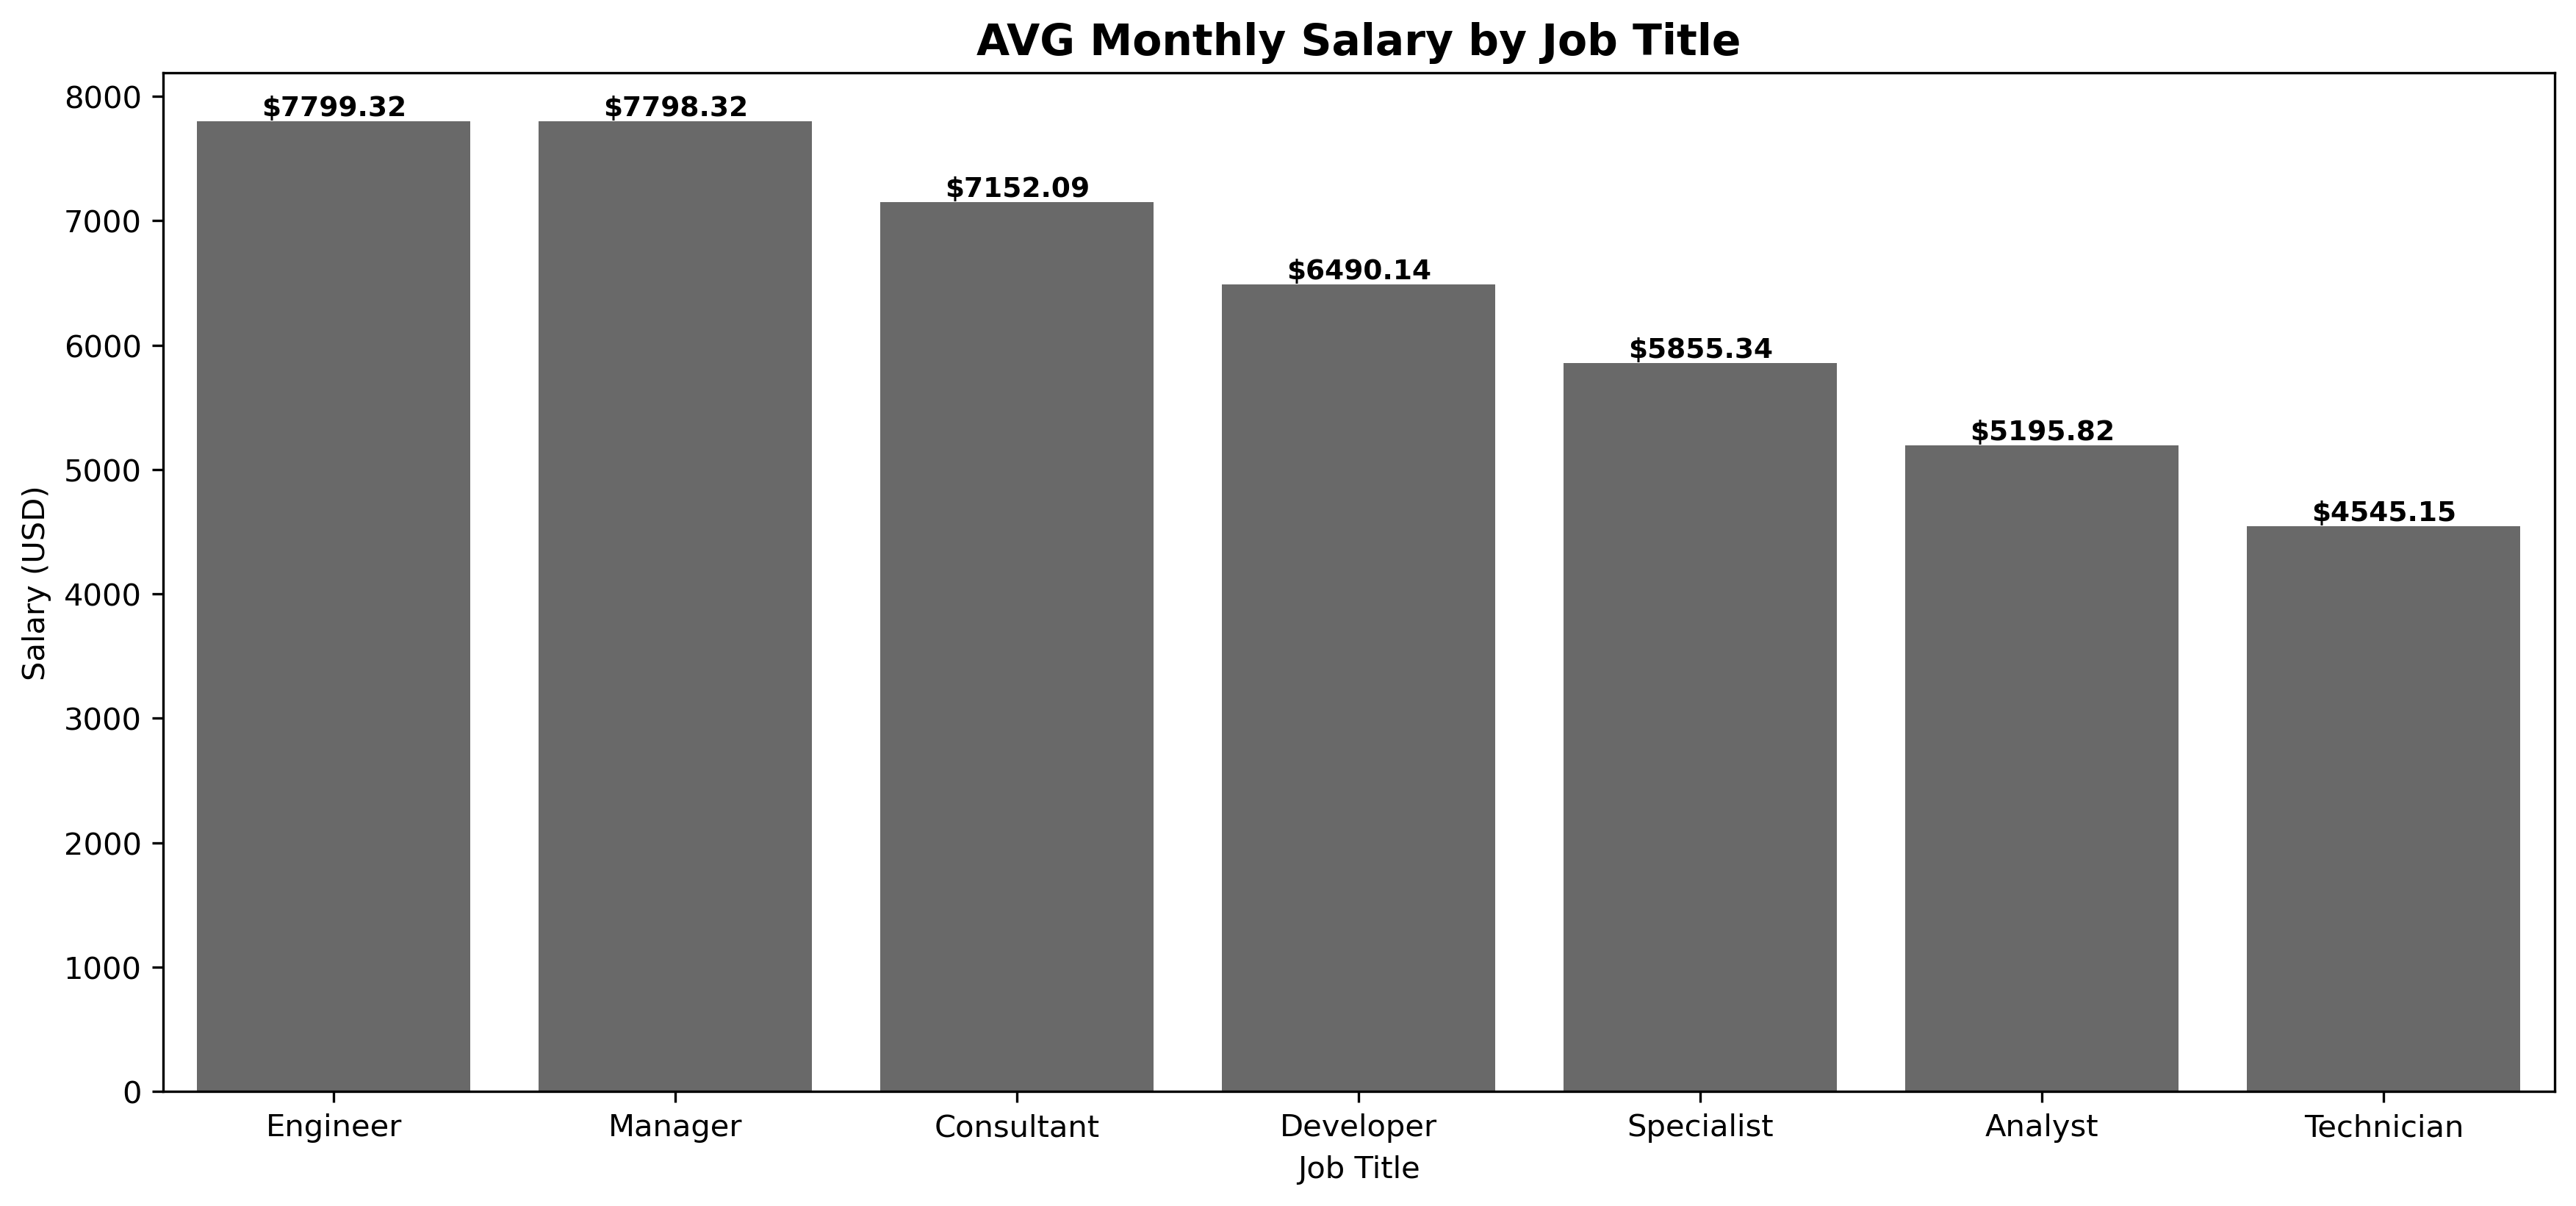 AVG Monthly Salary by Job Title
8000
7000
6000
5000
4000
3000
2000
1000
0
Salary (USD)
$7799.32
$7798.32
$7152.09
$6490.14
$5855.34
$5195.82
$4545.15
Engineer
Manager
Consultant
Developer
Specialist
Analyst
Technician
Job Title